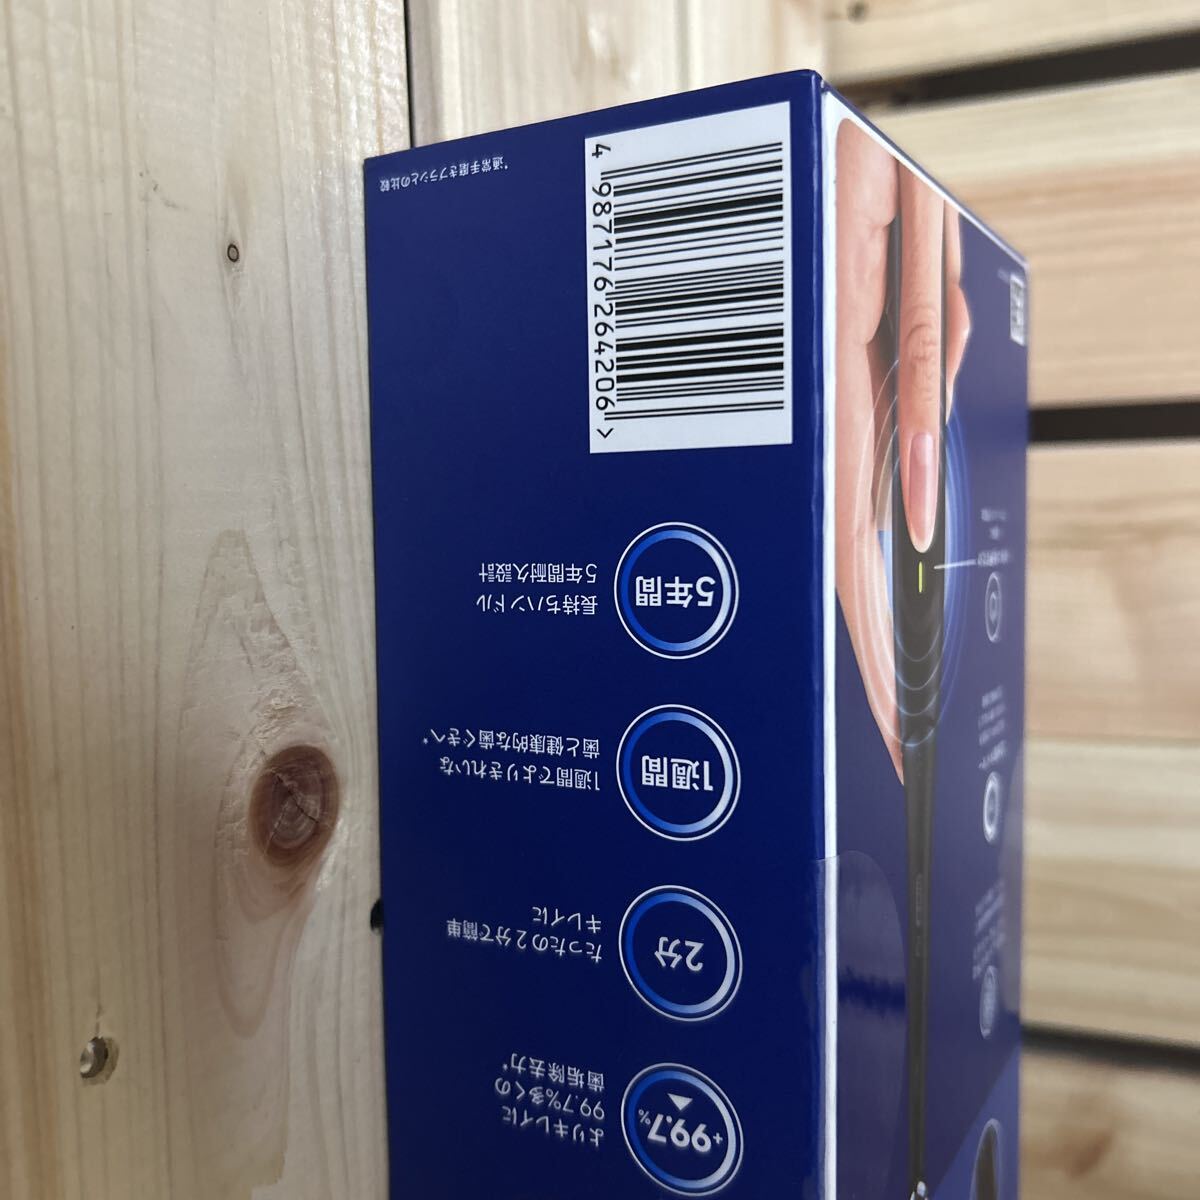 +99.7%
よりキレイに
99.7%多くの
歯垢除去力*
2分
たったの2分で簡単
キレイに
1週間
1週間でよりきれいな
歯と健康的な歯ぐきへ*
5年間
長持ちハンドル
5年間耐久設計
4 987176 264206 >
*通常手磨きブラシとの比較